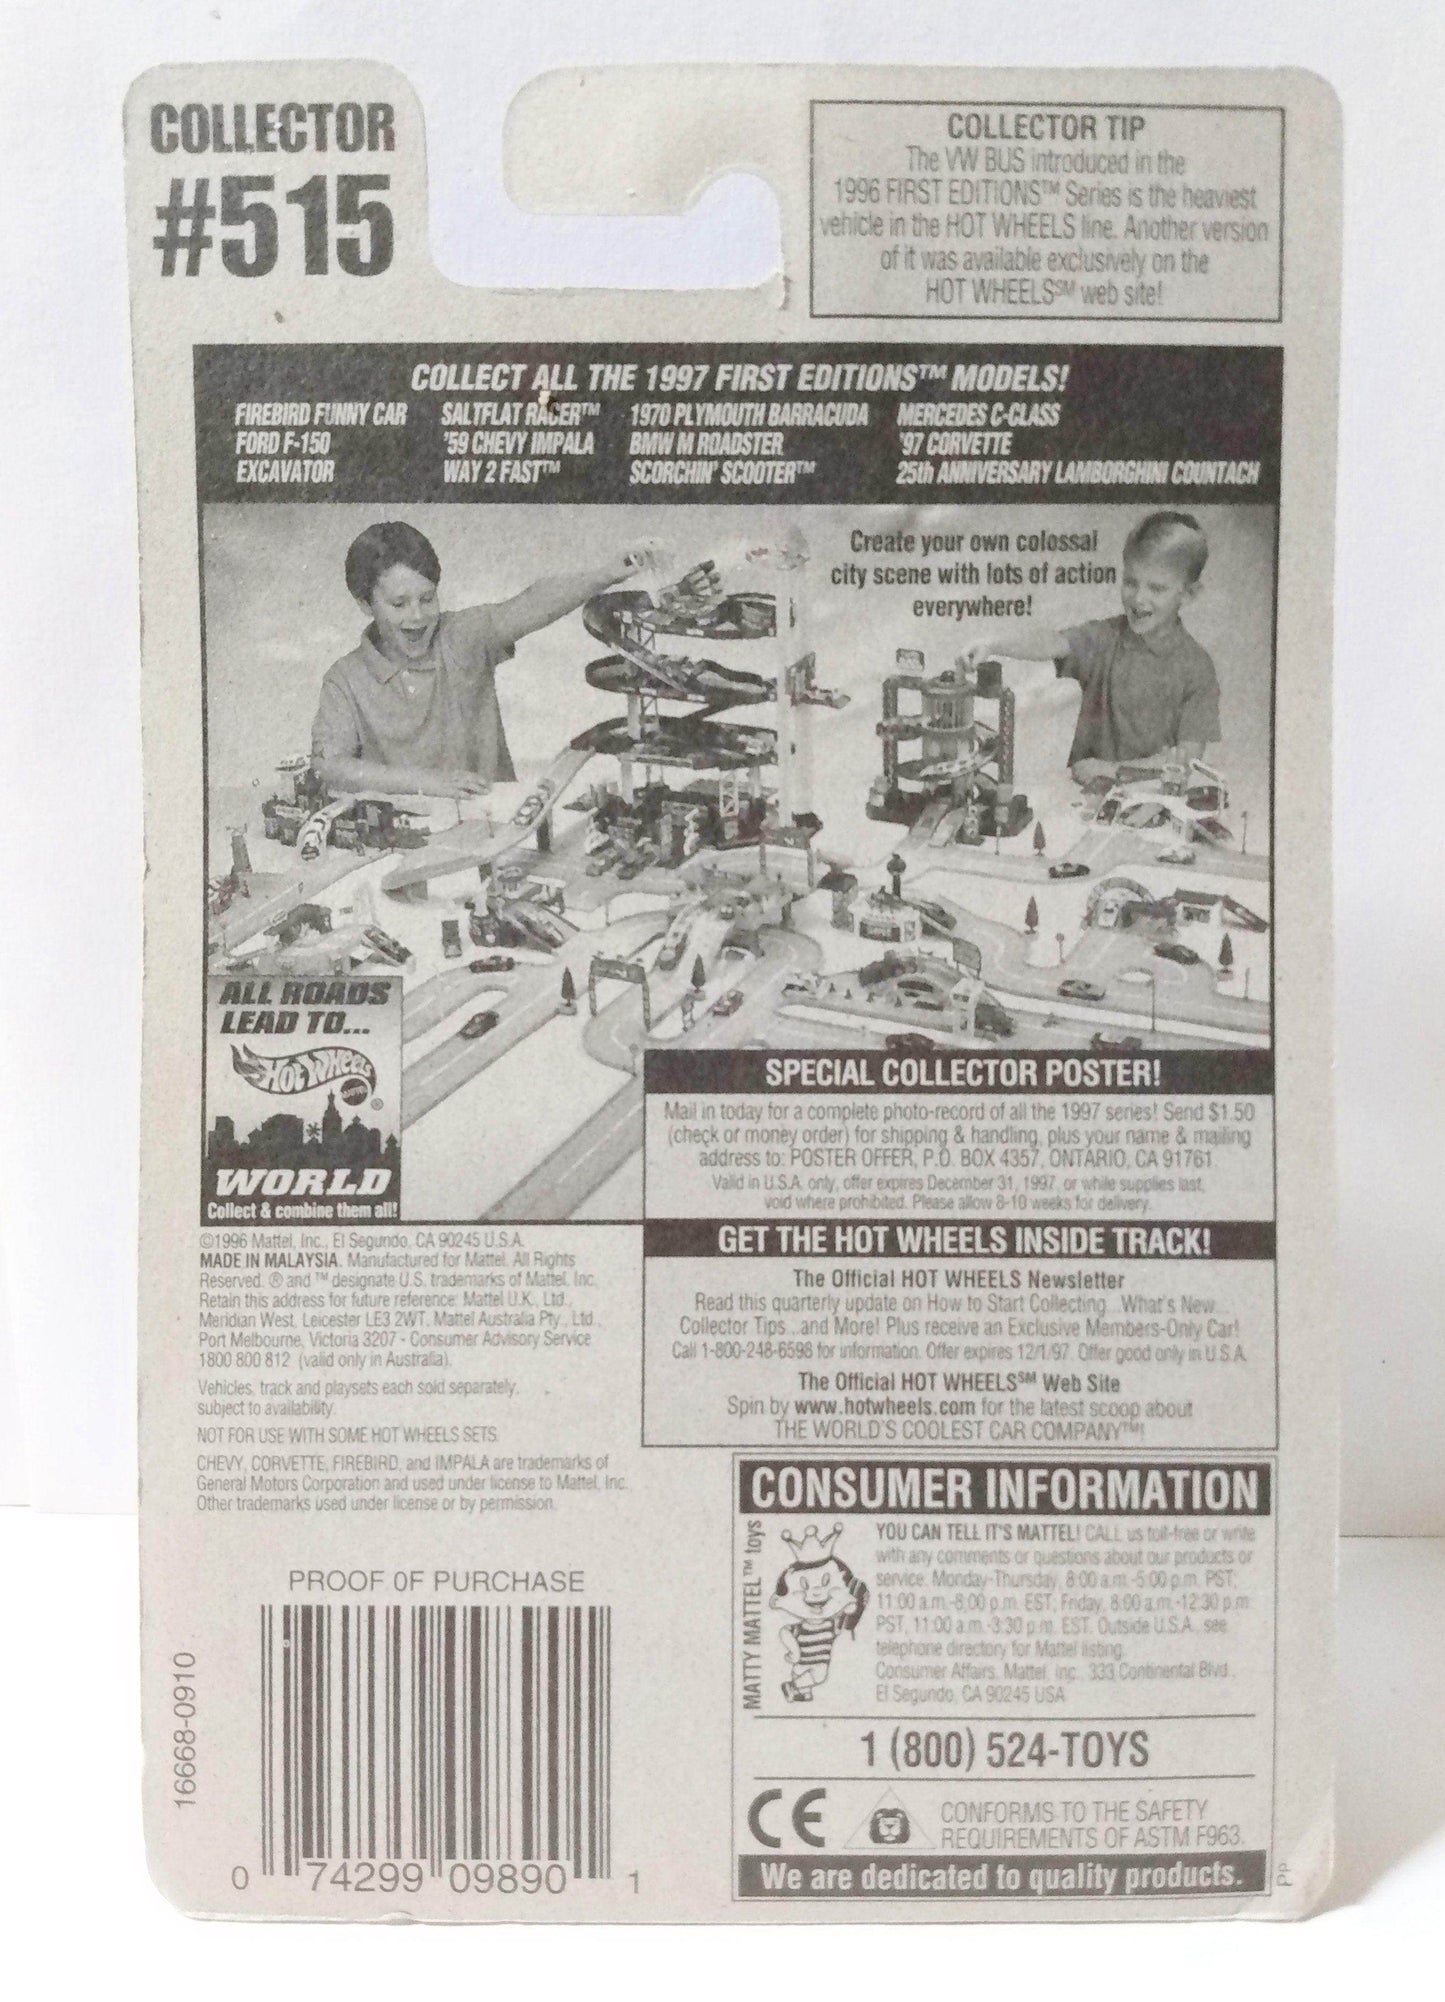 COLLECTOR
#515
COLLECTOR TIP
The VW BUS introduced in the
1996 FIRST EDITIONS™ Series is the heaviest
vehicle in the HOT WHEELS line. Another version
of it was available exclusively on the
HOT WHEELS℠ web site!
COLLECT ALL THE 1997 FIRST EDITIONS™ MODELS!
FIREBIRD FUNNY CAR SALTFLAT RACER™ 1970 PLYMOUTH BARRACUDA MERCEDES C-CLASS
FORD F-150 '59 CHEVY IMPALA BMW M ROADSTER '97 CORVETTE
EXCAVATOR WAY 2 FAST™ SCORCHIN' SCOOTER™ 25th ANNIVERSARY LAMBORGHINI COUNTACH
Create your own colossal
city scene with lots of action
everywhere!
ALL ROADS
LEAD TO...
HOT WHEELS
®
WORLD
Collect & combine them all!
SPECIAL COLLECTOR POSTER!
Mail in today for a complete photo-record of all the 1997 series! Send $1.50
(check or money order) for shipping & handling, plus your name & mailing
address to: POSTER OFFER, P.O. BOX 4357, ONTARIO, CA 91761.
Valid in U.S.A. only, offer expires December 31, 1997, or while supplies last,
void where prohibited. Please allow 8-10 weeks for delivery.
GET THE HOT WHEELS INSIDE TRACK!
The Official HOT WHEELS Newsletter
Read this quarterly update on How to Start Collecting...What's New...
Collector Tips...and More! Plus receive an Exclusive Members-Only Car!
Call 1-800-248-6598 for information. Offer expires 12/1/97. Offer good only in U.S.A.
The Official HOT WHEELS℠ Web Site
Spin by www.hotwheels.com for the latest scoop about
THE WORLD'S COOLEST CAR COMPANY™!
©1996 Mattel, Inc., El Segundo, CA 90245 U.S.A.
MADE IN MALAYSIA. Manufactured for Mattel. All Rights
Reserved. ® and ™ designate U.S. trademarks of Mattel, Inc.
Retain this address for future reference: Mattel U.K., Ltd.,
Meridian West, Leicester LE3 2WT. Mattel Australia Pty., Ltd.,
Port Melbourne, Victoria 3207 - Consumer Advisory Service
1800 800 812 (valid only in Australia).
Vehicles, track and playsets each sold separately,
subject to availability.
NOT FOR USE WITH SOME HOT WHEELS SETS.
CHEVY, CORVETTE, FIREBIRD, and IMPALA are trademarks of
General Motors Corporation and used under license to Mattel, Inc.
Other trademarks used under license or by permission.
PROOF OF PURCHASE
16668-0910
0 74299 09890 1
CONSUMER INFORMATION
MATTY MATTEL™ toys
YOU CAN TELL IT'S MATTEL! CALL us toll-free or write
with any comments or questions about our products or
service. Monday-Thursday, 8:00 a.m.-5:00 p.m. PST;
11:00 a.m.-8:00 p.m. EST; Friday, 8:00 a.m.-12:30 p.m.
PST, 11:00 a.m.-3:30 p.m. EST. Outside U.S.A., see
telephone directory for Mattel listing.
Consumer Affairs, Mattel, Inc., 333 Continental Blvd.,
El Segundo, CA 90245 USA
1 (800) 524-TOYS
CE
CONFORMS TO THE SAFETY
REQUIREMENTS OF ASTM F963.
We are dedicated to quality products.
PP